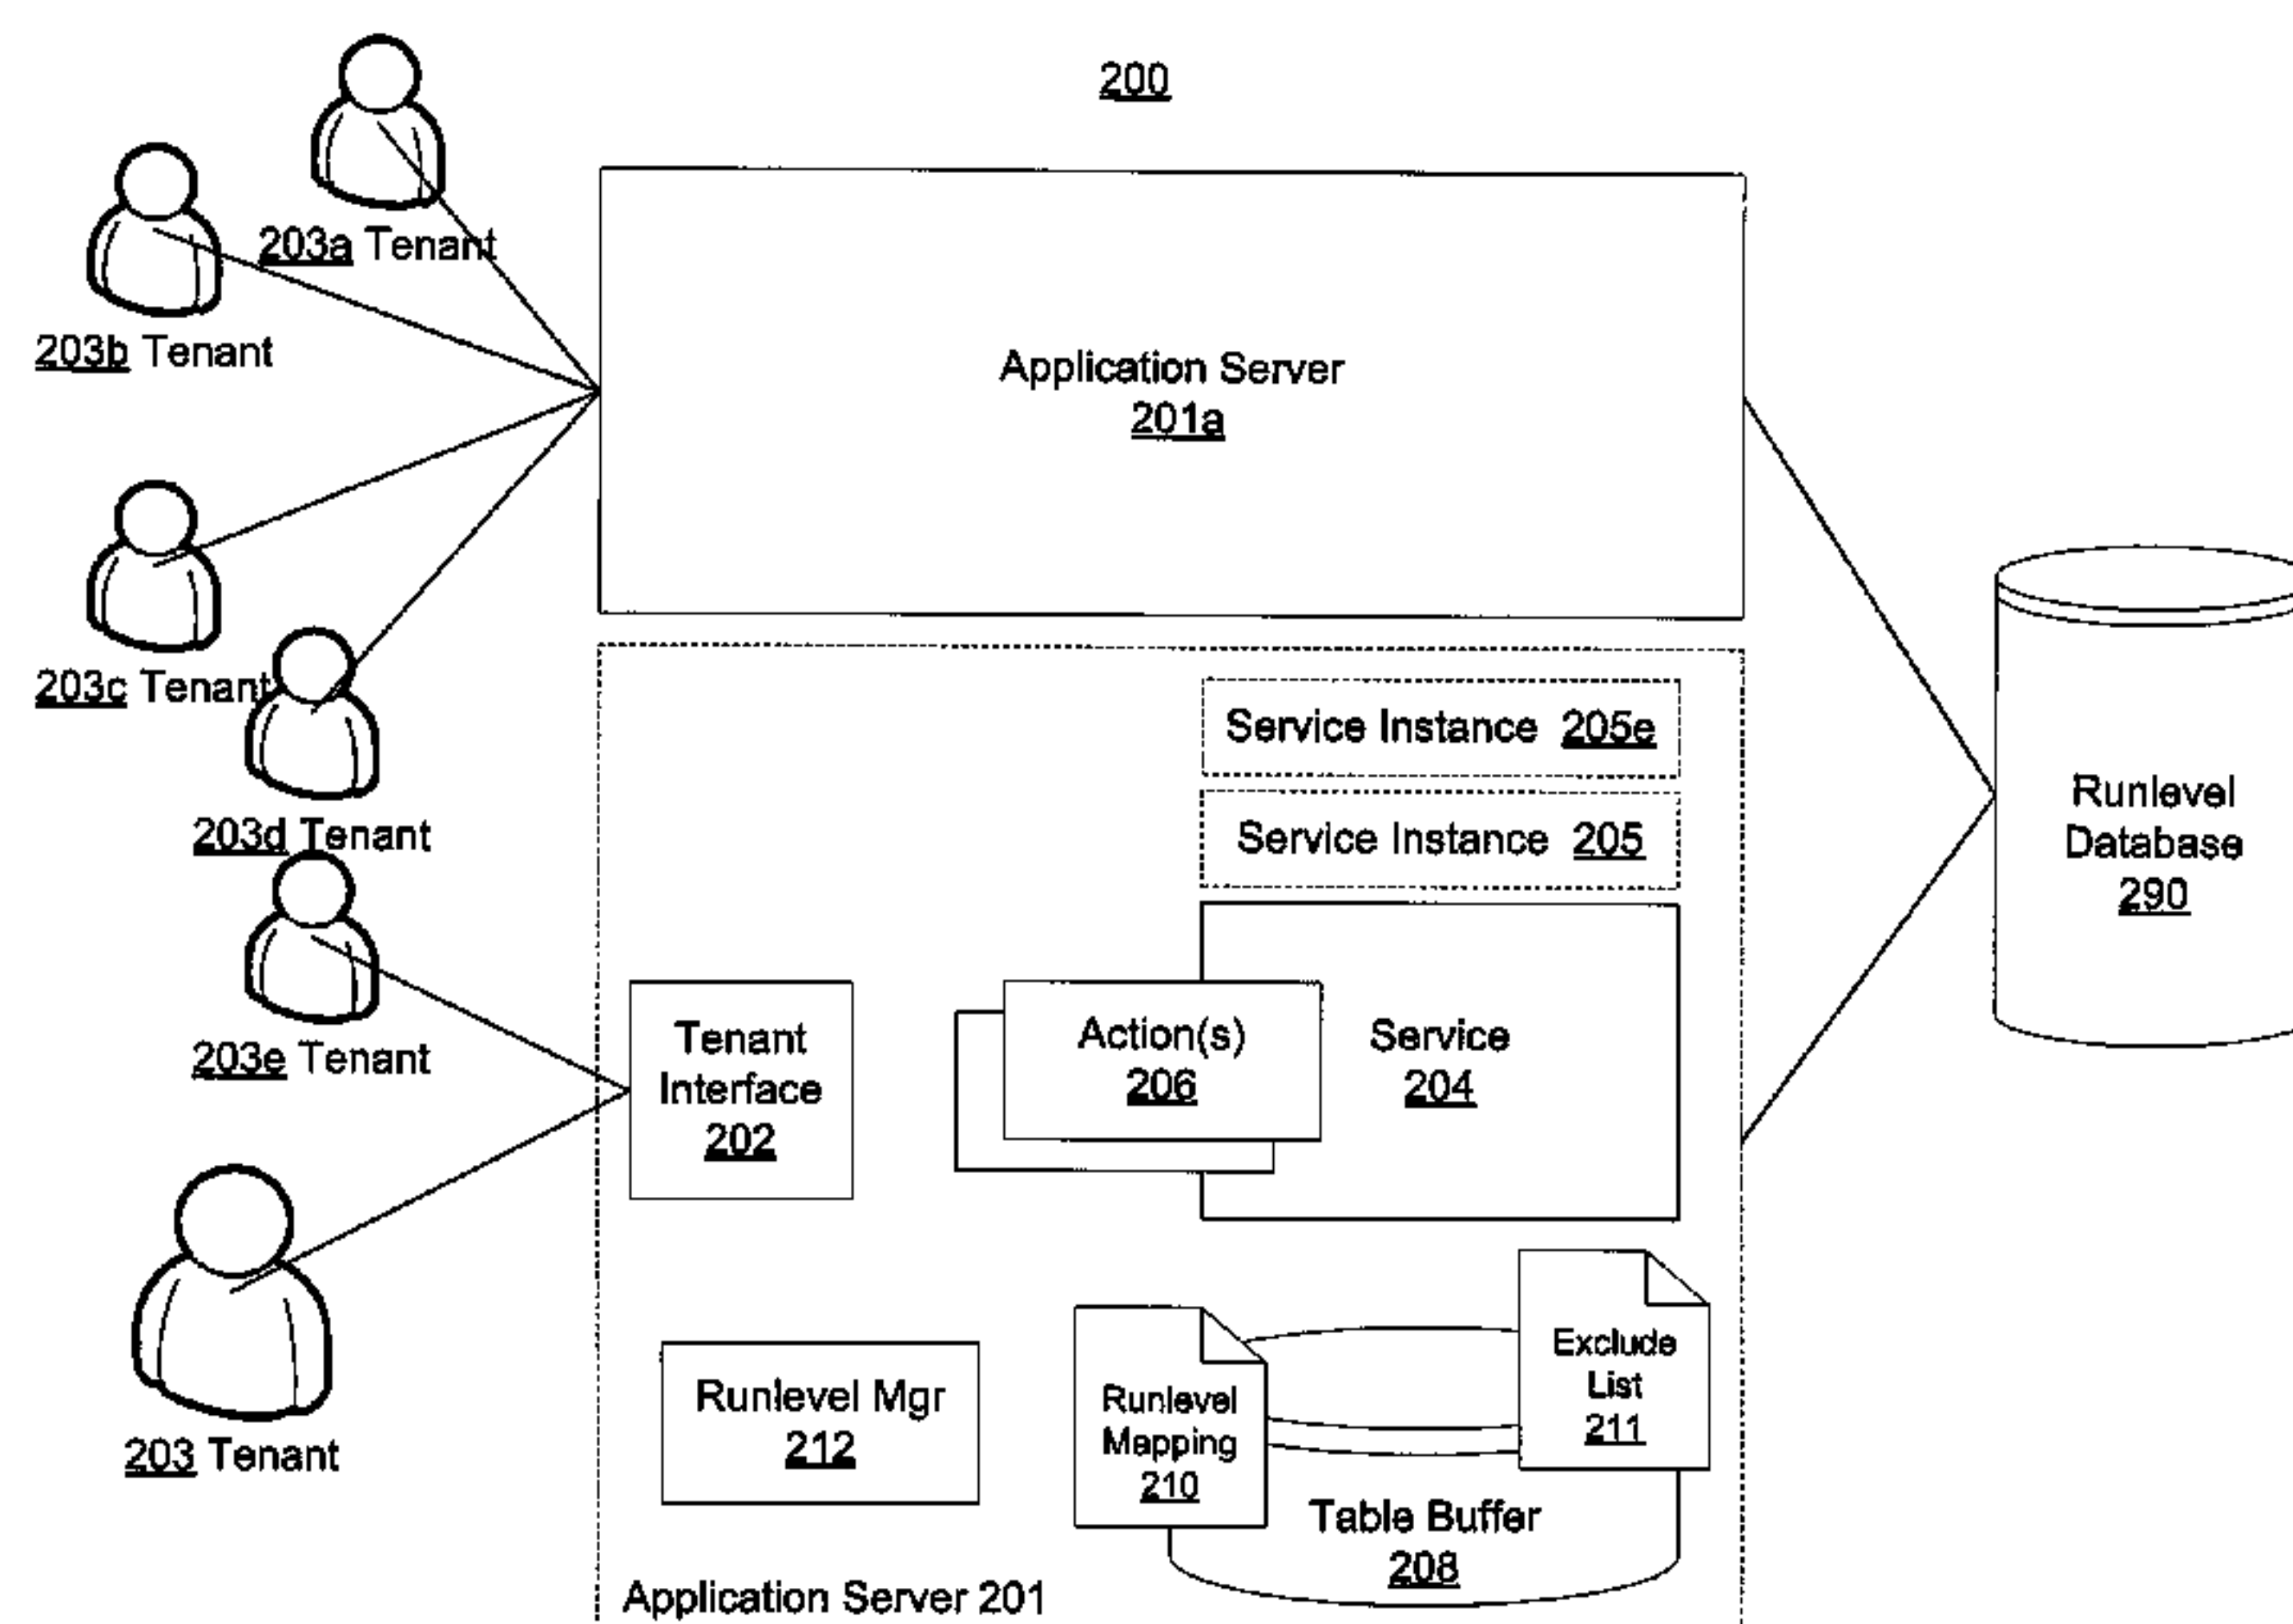 200
203a Tenant
203b Tenant
Application Server
201a
203c Tenant
Service Instance 205e
203d Tenant
Service Instance 205
Runlevel
Database
290
203e Tenant
Tenant
Interface
202
Action(s)
206
Service
204
203 Tenant
Runlevel Mgr
212
Runlevel
Mapping
210
Exclude
List
211
Table Buffer
208
Application Server 201